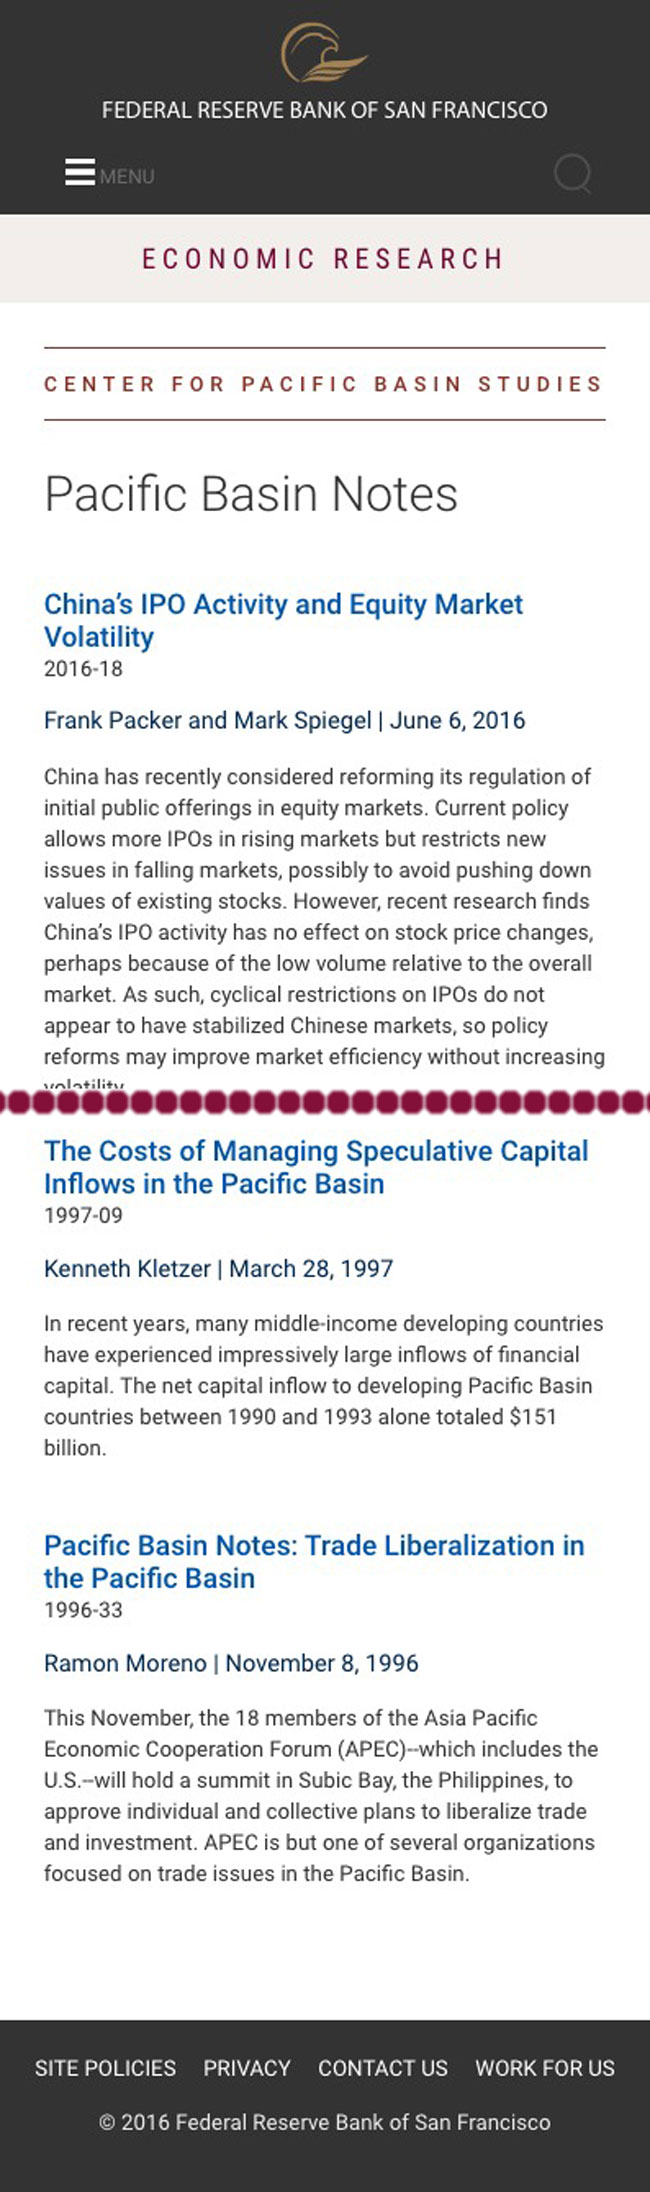 FEDERAL RESERVE BANK OF SAN FRANCISCO
MENU
ECONOMIC RESEARCH
CENTER FOR PACIFIC BASIN STUDIES
Pacific Basin Notes
China's IPO Activity and Equity Market
Volatility
2016-18
Frank Packer and Mark Spiegel | June 6, 2016
China has recently considered reforming its regulation of
initial public offerings in equity markets. Current policy
allows more IPOs in rising markets but restricts new
issues in falling markets, possibly to avoid pushing down
values of existing stocks. However, recent research finds
China's IPO activity has no effect on stock price changes,
perhaps because of the low volume relative to the overall
market. As such, cyclical restrictions on IPOs do not
appear to have stabilized Chinese markets, so policy
reforms may improve market efficiency without increasing
volatility.
The Costs of Managing Speculative Capital
Inflows in the Pacific Basin
1997-09
Kenneth Kletzer | March 28, 1997
In recent years, many middle-income developing countries
have experienced impressively large inflows of financial
capital. The net capital inflow to developing Pacific Basin
countries between 1990 and 1993 alone totaled $151
billion.
Pacific Basin Notes: Trade Liberalization in
the Pacific Basin
1996-33
Ramon Moreno | November 8, 1996
This November, the 18 members of the Asia Pacific
Economic Cooperation Forum (APEC)--which includes the
U.S.--will hold a summit in Subic Bay, the Philippines, to
approve individual and collective plans to liberalize trade
and investment. APEC is but one of several organizations
focused on trade issues in the Pacific Basin.
SITE POLICIES PRIVACY CONTACT US WORK FOR US
© 2016 Federal Reserve Bank of San Francisco